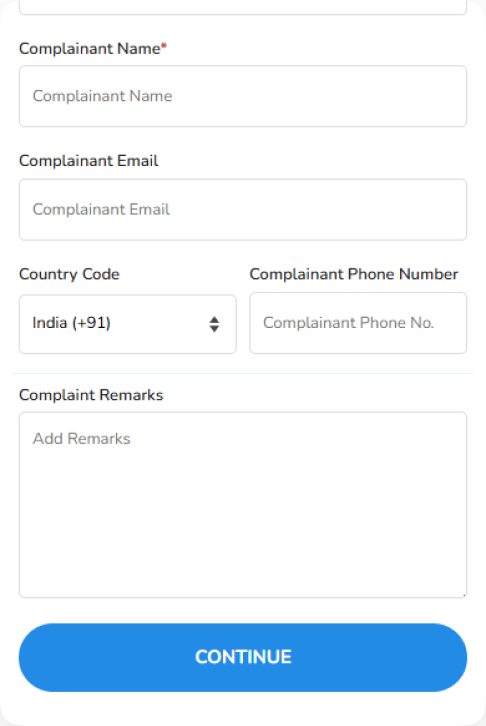 Complainant Name*
Complainant Name
Complainant Email
Complainant Email
Country Code
Complainant Phone Number
India (+91)
Complainant Phone No.
Complaint Remarks
Add Remarks
CONTINUE